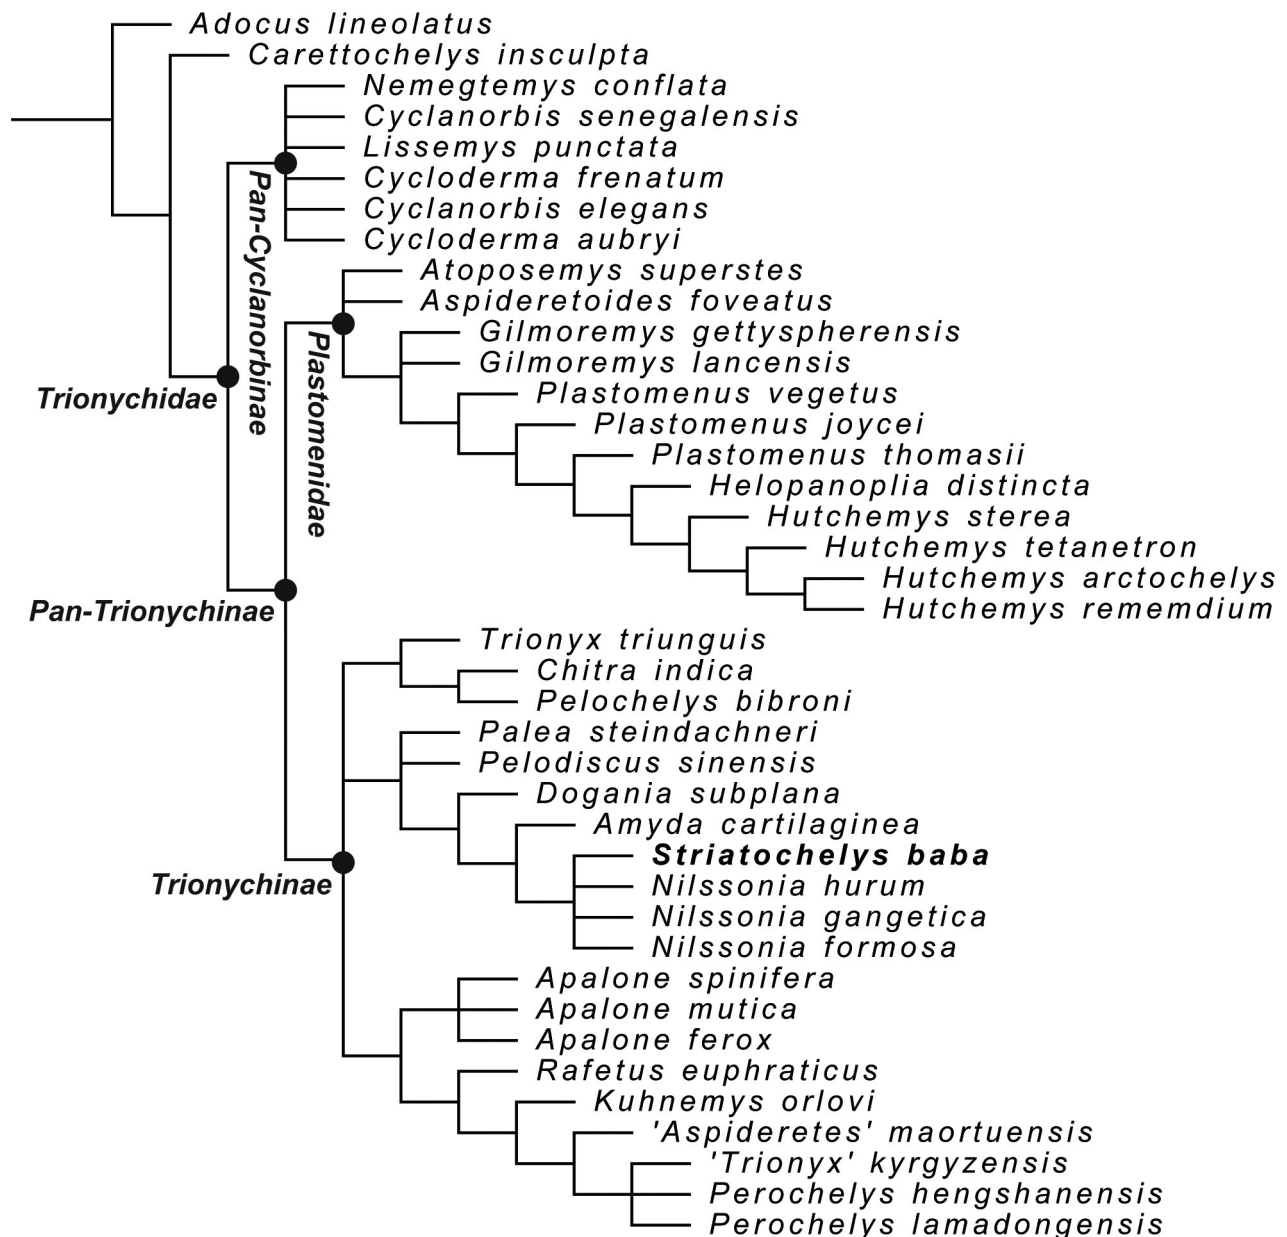 Adocus lineolatus
Carettochelys insculpta
Nemegtemys conflata
Cyclanorbis senegalensis
Lissemys punctata
Cycloderma frenatum
Cyclanorbis elegans
Cycloderma aubryi
Pan-Cyclanorbinae
Atoposemys superstes
Aspideretoides foveatus
Gilmoremys gettyspherensis
Gilmoremys lancensis
Plastomenus vegetus
Plastomenus joycei
Plastomenus thomasii
Helopanoplia distincta
Hutchemys sterea
Hutchemys tetanetron
Hutchemys arctochelys
Hutchemys rememdium
Plastomenidae
Trionychidae
Pan-Trionychinae
Trionyx triunguis
Chitra indica
Pelochelys bibroni
Palea steindachneri
Pelodiscus sinensis
Dogania subplana
Amyda cartilaginea
Striatochelys baba
Nilssonia hurum
Nilssonia gangetica
Nilssonia formosa
Trionychinae
Apalone spinifera
Apalone mutica
Apalone ferox
Rafetus euphraticus
Kuhnemys orlovi
'Aspideretes' maortuensis
'Trionyx' kyrgyzensis
Perochelys hengshanensis
Perochelys lamadongensis